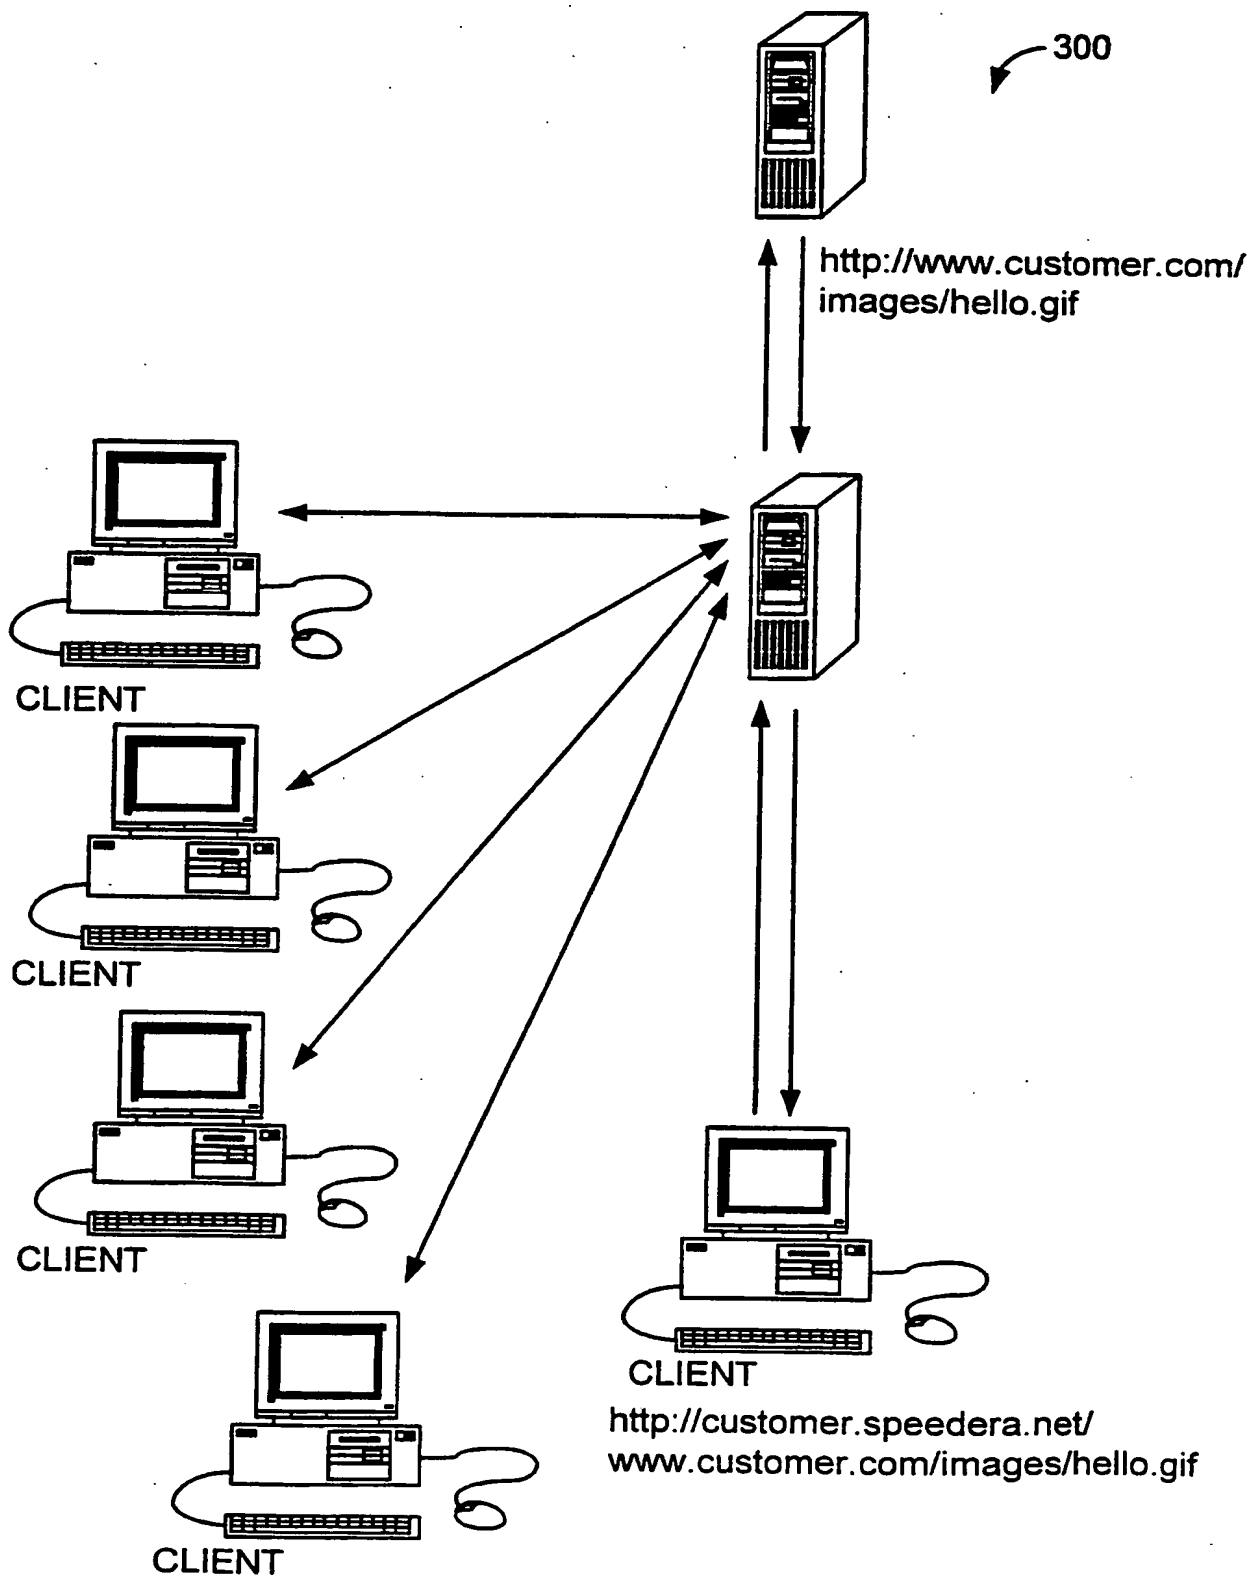 300
http://www.customer.com/
images/hello.gif
CLIENT
CLIENT
CLIENT
CLIENT
CLIENT
http://customer.speedera.net/
www.customer.com/images/hello.gif